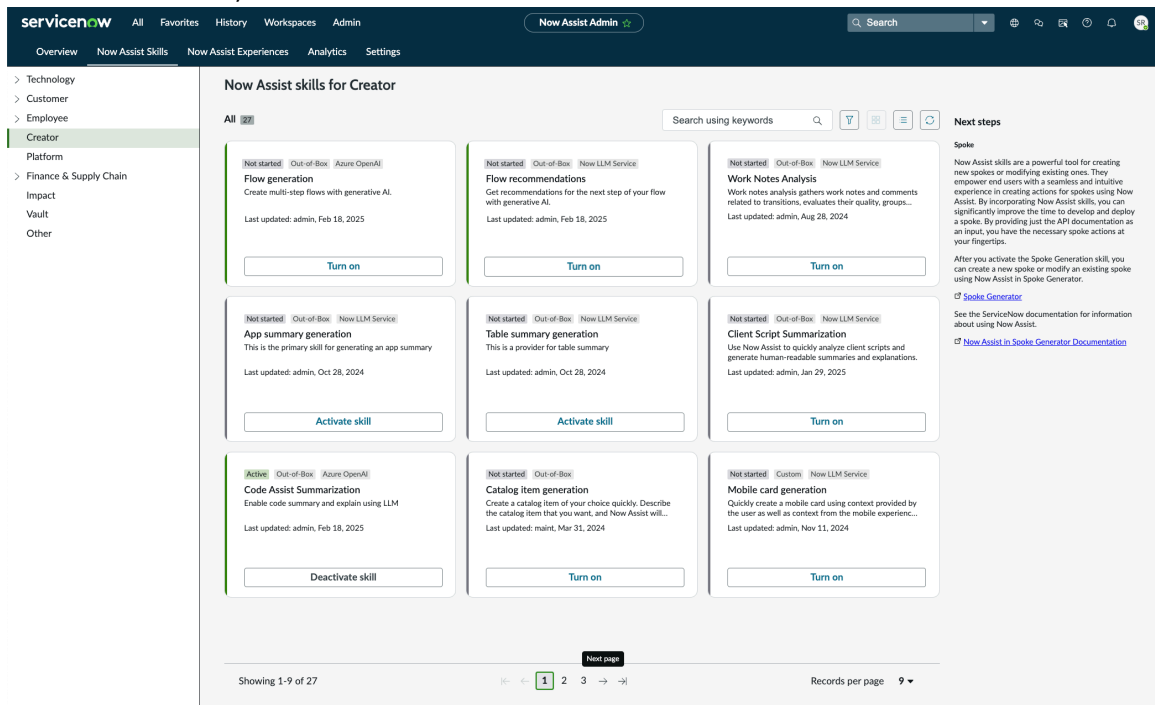 servicenow All Favorites History Workspaces Admin Now Assist Admin Search SR
Overview Now Assist Skills Now Assist Experiences Analytics Settings
Technology
Customer
Employee
Creator
Platform
Finance & Supply Chain
Impact
Vault
Other
Now Assist skills for Creator
All 27
Search using keywords
Not started Out-of-Box Azure OpenAI
Flow generation
Create multi-step flows with generative AI.
Last updated: admin, Feb 18, 2025
Turn on
Not started Out-of-Box Now LLM Service
Flow recommendations
Get recommendations for the next step of your flow
with generative AI.
Last updated: admin, Feb 18, 2025
Turn on
Not started Out-of-Box Now LLM Service
Work Notes Analysis
Work notes analysis gathers work notes and comments
related to transitions, evaluates their quality, groups...
Last updated: admin, Aug 28, 2024
Turn on
Not started Out-of-Box Now LLM Service
App summary generation
This is the primary skill for generating an app summary
Last updated: admin, Oct 28, 2024
Activate skill
Not started Out-of-Box Now LLM Service
Table summary generation
This is a provider for table summary
Last updated: admin, Oct 28, 2024
Activate skill
Not started Out-of-Box Now LLM Service
Client Script Summarization
Use Now Assist to quickly analyze client scripts and
generate human-readable summaries and explanations.
Last updated: admin, Jan 29, 2025
Turn on
Active Out-of-Box Azure OpenAI
Code Assist Summarization
Enable code summary and explain using LLM
Last updated: admin, Feb 18, 2025
Deactivate skill
Not started Out-of-Box
Catalog item generation
Create a catalog item of your choice quickly. Describe
the catalog item that you want, and Now Assist will...
Last updated: maint, Mar 31, 2024
Turn on
Not started Custom Now LLM Service
Mobile card generation
Quickly create a mobile card using context provided by
the user as well as context from the mobile experienc...
Last updated: admin, Nov 11, 2024
Turn on
Next steps
Spoke
Now Assist skills are a powerful tool for creating
new spokes or modifying existing ones. They
empower end users with a seamless and intuitive
experience in creating actions for spokes using Now
Assist. By incorporating Now Assist skills, you can
significantly improve the time to develop and deploy
a spoke. By providing just the API documentation as
an input, you have the necessary spoke actions at
your fingertips.
After you activate the Spoke Generation skill, you
can create a new spoke or modify an existing spoke
using Now Assist in Spoke Generator.
Spoke Generator
See the ServiceNow documentation for information
about using Now Assist.
Now Assist in Spoke Generator Documentation
Next page
Showing 1-9 of 27 1 2 3 Records per page 9